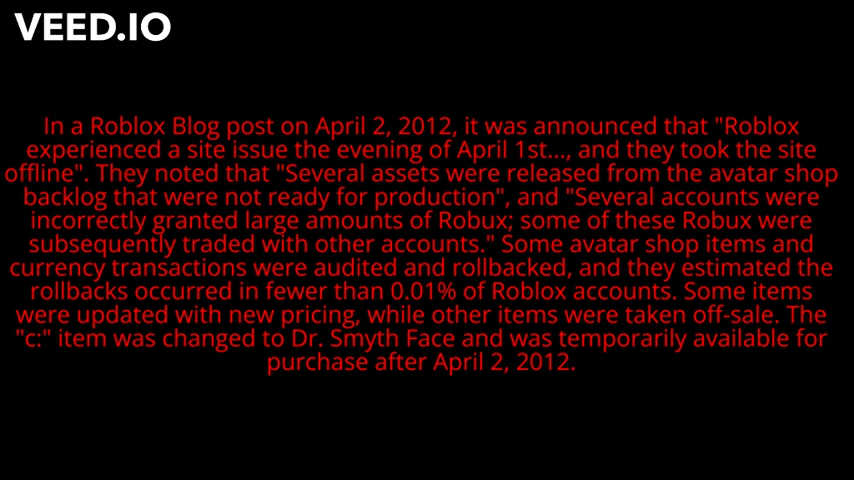 VEED.IO
In a Roblox Blog post on April 2, 2012, it was announced that "Roblox
experienced a site issue the evening of April 1st..., and they took the site
offline". They noted that "Several assets were released from the avatar shop
backlog that were not ready for production", and "Several accounts were
incorrectly granted large amounts of Robux; some of these Robux were
subsequently traded with other accounts." Some avatar shop items and
currency transactions were audited and rollbacked, and they estimated the
rollbacks occurred in fewer than 0.01% of Roblox accounts. Some items
were updated with new pricing, while other items were taken off-sale. The
"c:" item was changed to Dr. Smyth Face and was temporarily available for
purchase after April 2, 2012.